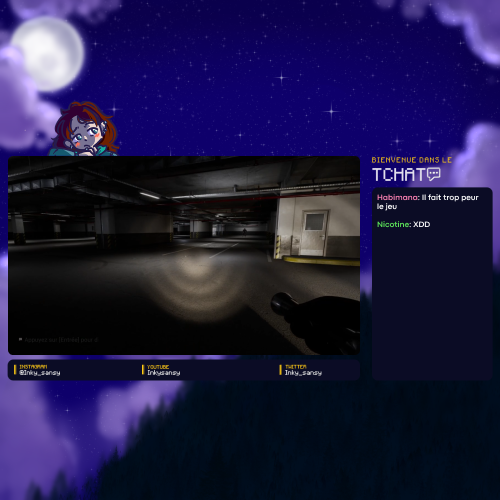 BIENVENUE DANS LE
TCHAT
Habimana: Il fait trop peur
le jeu
Nicotine: XDD
INSTAGRAM
@Inky_sansy
YOUTUBE
Inkysansy
TWITTER
Inky_sansy